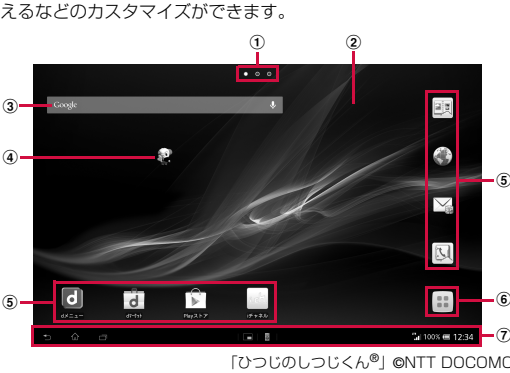 えるなどのカスタマイズができます。
① ②
③ Google
④
⑤
⑤ dメニュー dマーケット Playストア iチャネル
⑥
100% 12:34 ⑦
「ひつじのしつじくん®」©NTT DOCOMO